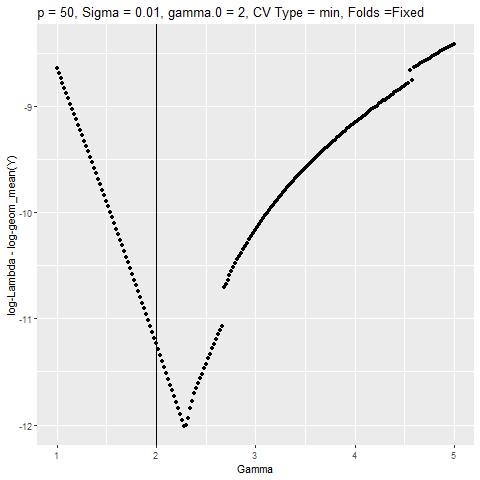 p = 50, Sigma = 0.01, gamma.0 = 2, CV Type = min, Folds =Fixed
log-Lambda - log-geom_mean(Y)
-9
-10
-11
-12
1 2 3 4 5
Gamma